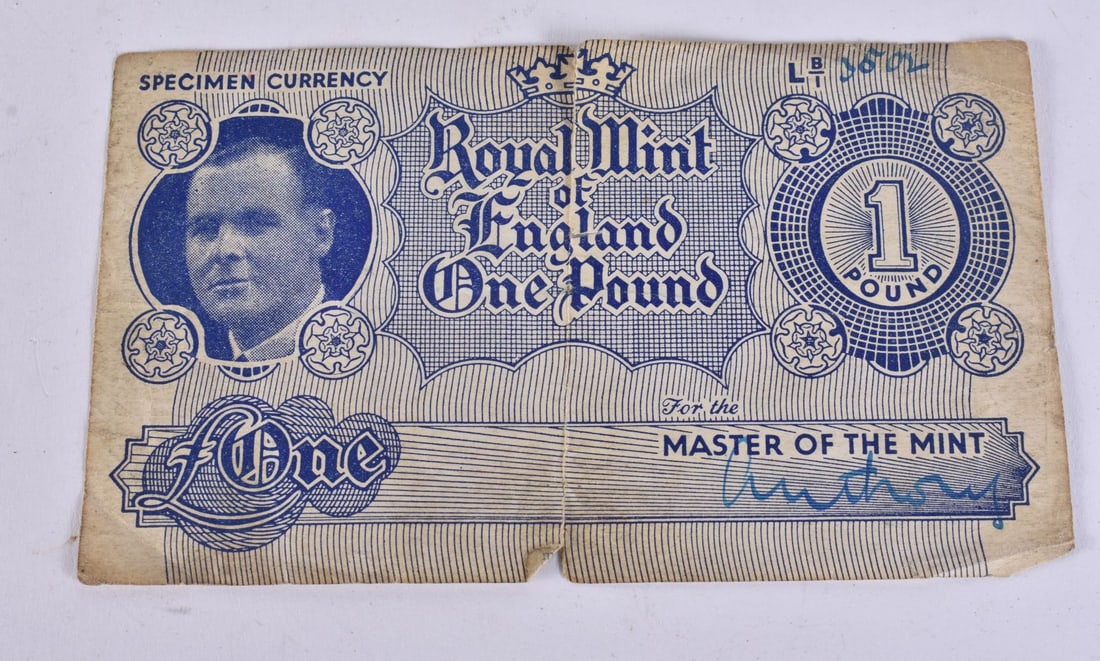 SPECIMEN CURRENCY
L B/1 3502
Royal Mint
of
England
One Pound
1
POUND
£One
For the
MASTER OF THE MINT
Anthony